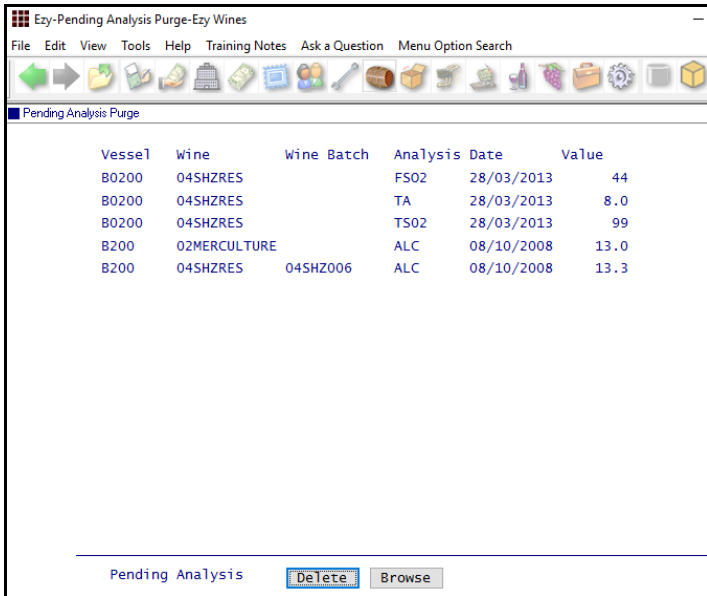 Ezy-Pending Analysis Purge-Ezy Wines
File Edit View Tools Help Training Notes Ask a Question Menu Option Search
Pending Analysis Purge
Vessel Wine Wine Batch Analysis Date Value
B0200 04SHZRES FSO2 28/03/2013 44
B0200 04SHZRES TA 28/03/2013 8.0
B0200 04SHZRES TSO2 28/03/2013 99
B200 02MERCULTURE ALC 08/10/2008 13.0
B200 04SHZRES 04SHZ006 ALC 08/10/2008 13.3
Pending Analysis Delete Browse